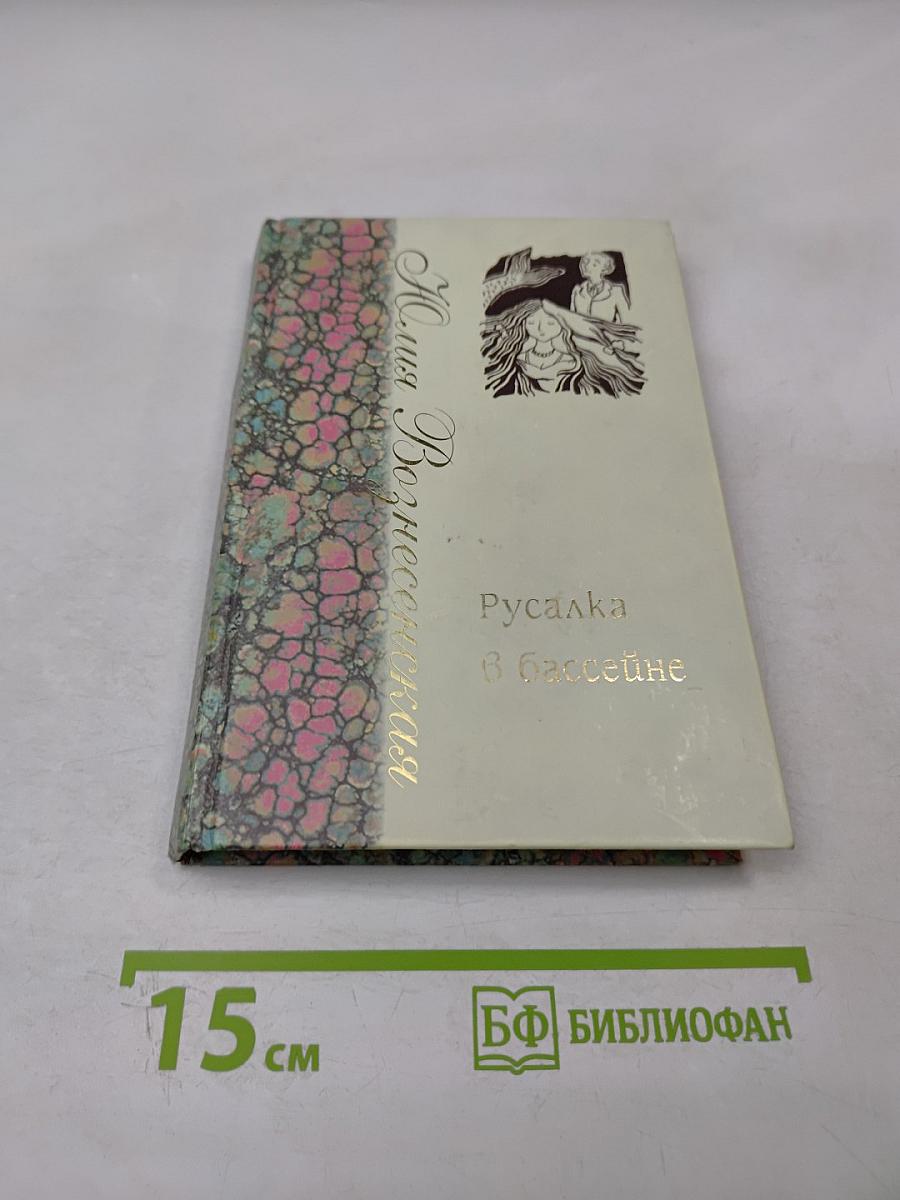 Юлия Вознесенская
Русалка
в бассейне
15 см
БФ БИБЛИОФАН